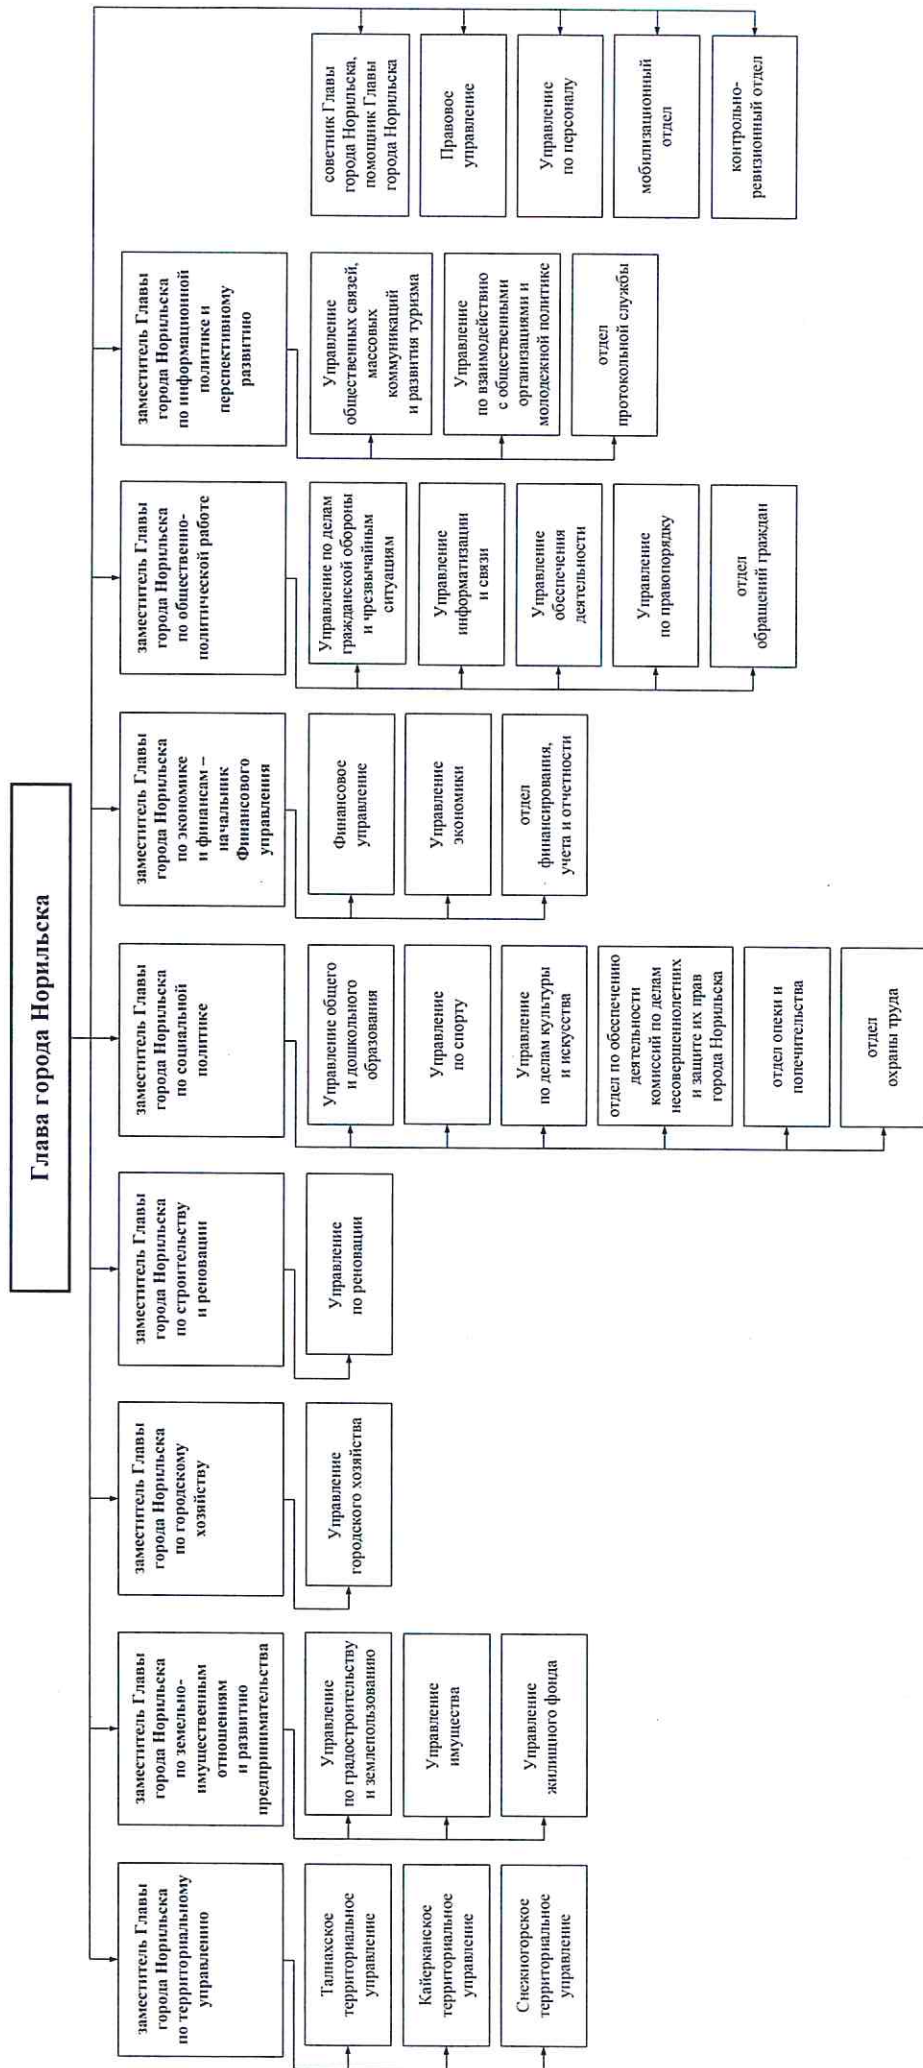 Глава города Норильска
заместитель Главы
города Норильска
по территориальному
управлению
Талнахское
территориальное
управление
Кайерканское
территориальное
управление
Снежногорское
территориальное
управление
заместитель Главы
города Норильска
по земельно-
имущественным
отношениям
и развитию
предпринимательства
Управление
по градостроительству
и землепользованию
Управление
имущества
Управление
жилищного фонда
заместитель Главы
города Норильска
по городскому
хозяйству
Управление
городского хозяйства
заместитель Главы
города Норильска
по строительству
и реновации
Управление
по реновации
заместитель Главы
города Норильска
по социальной
политике
Управление общего
и дошкольного
образования
Управление
по спорту
Управление
по делам культуры
и искусства
отдел по обеспечению
деятельности
комиссий по делам
несовершеннолетних
и защите их прав
города Норильска
отдел опеки и
попечительства
отдел
охраны труда
заместитель Главы
города Норильска
по экономике
и финансам –
начальник
Финансового
управления
Финансовое
управление
Управление
экономики
отдел
финансирования,
учета и отчетности
заместитель Главы
города Норильска
по общественно-
политической работе
Управление по делам
гражданской обороны
и чрезвычайным
ситуациям
Управление
информатизации
и связи
Управление
обеспечения
деятельности
Управление
по правопорядку
отдел
обращений граждан
заместитель Главы
города Норильска
по информационной
политике и
перспективному
развитию
Управление
общественных связей,
массовых
коммуникаций
и развития туризма
Управление
по взаимодействию
с общественными
организациями и
молодежной политике
отдел
протокольной службы
советник Главы
города Норильска,
помощник Главы
города Норильска
Правовое
управление
Управление
по персоналу
мобилизационный
отдел
контрольно-
ревизионный отдел